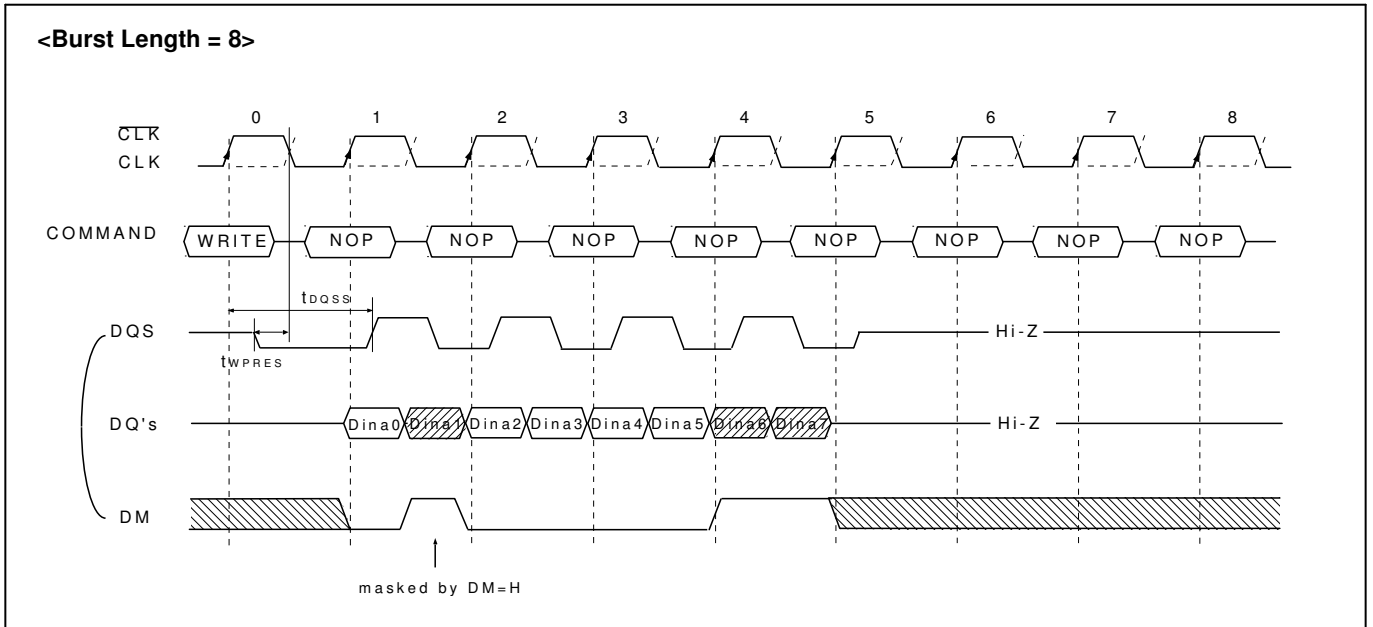 <Burst Length = 8>
0 1 2 3 4 5 6 7 8
CLK
CLK
COMMAND WRITE NOP NOP NOP NOP NOP NOP NOP NOP
tDQSS
DQS Hi-Z
tWPRES
DQ's Dina0 Dina1 Dina2 Dina3 Dina4 Dina5 Dina6 Dina7 Hi-Z
DM
masked by DM=H